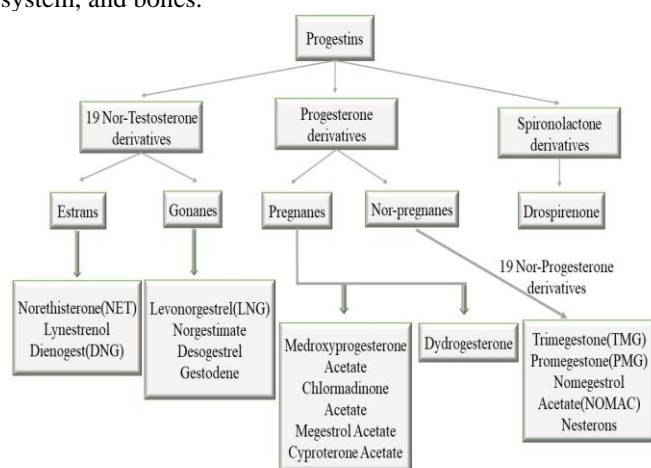 system, and bones.
Progestins
19 Nor-Testosterone
derivatives
Progesterone
derivatives
Spironolactone
derivatives
Estrans
Gonanes
Pregnanes
Nor-pregnanes
Drospirenone
19 Nor-Progesterone
derivatives
Norethisterone(NET)
Lynestrenol
Dienogest(DNG)
Levonorgestrel(LNG)
Norgestimate
Desogestrel
Gestodene
Medroxyprogesterone
Acetate
Chlormadinone
Acetate
Megestrol Acetate
Cyproterone Acetate
Dydrogesterone
Trimegestone(TMG)
Promegestone(PMG)
Nomegestrol
Acetate(NOMAC)
Nesterons